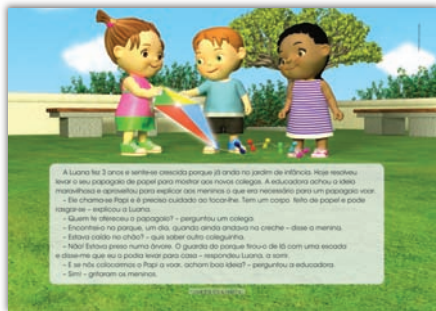 A Luana fez 3 anos e sente-se crescida porque já anda no jardim de infância. Hoje resolveu
levar o seu papagaio de papel para mostrar aos novos colegas. A educadora achou a ideia
maravilhosa e aproveitou para explicar aos meninos o que era necessário para um papagaio voar.
– Ele chama-se Papi e é preciso cuidado ao tocar-lhe. Tem um corpo feito de papel e pode
rasgar-se – explicou a Luana.
– Quem te ofereceu o papagaio? – perguntou um colega.
– Encontrei-o no parque, um dia, quando ainda andava na creche – disse a menina.
– Estava caído no chão? – quis saber outro coleguinha.
– Não! Estava preso numa árvore. O guarda do parque tirou-o de lá com uma escada
e disse-me que eu o podia levar para casa – respondeu Luana, a sorrir.
– E se nós colocarmos o Papi a voar, acham boa ideia? – perguntou a educadora.
– Sim! – gritaram os meninos.